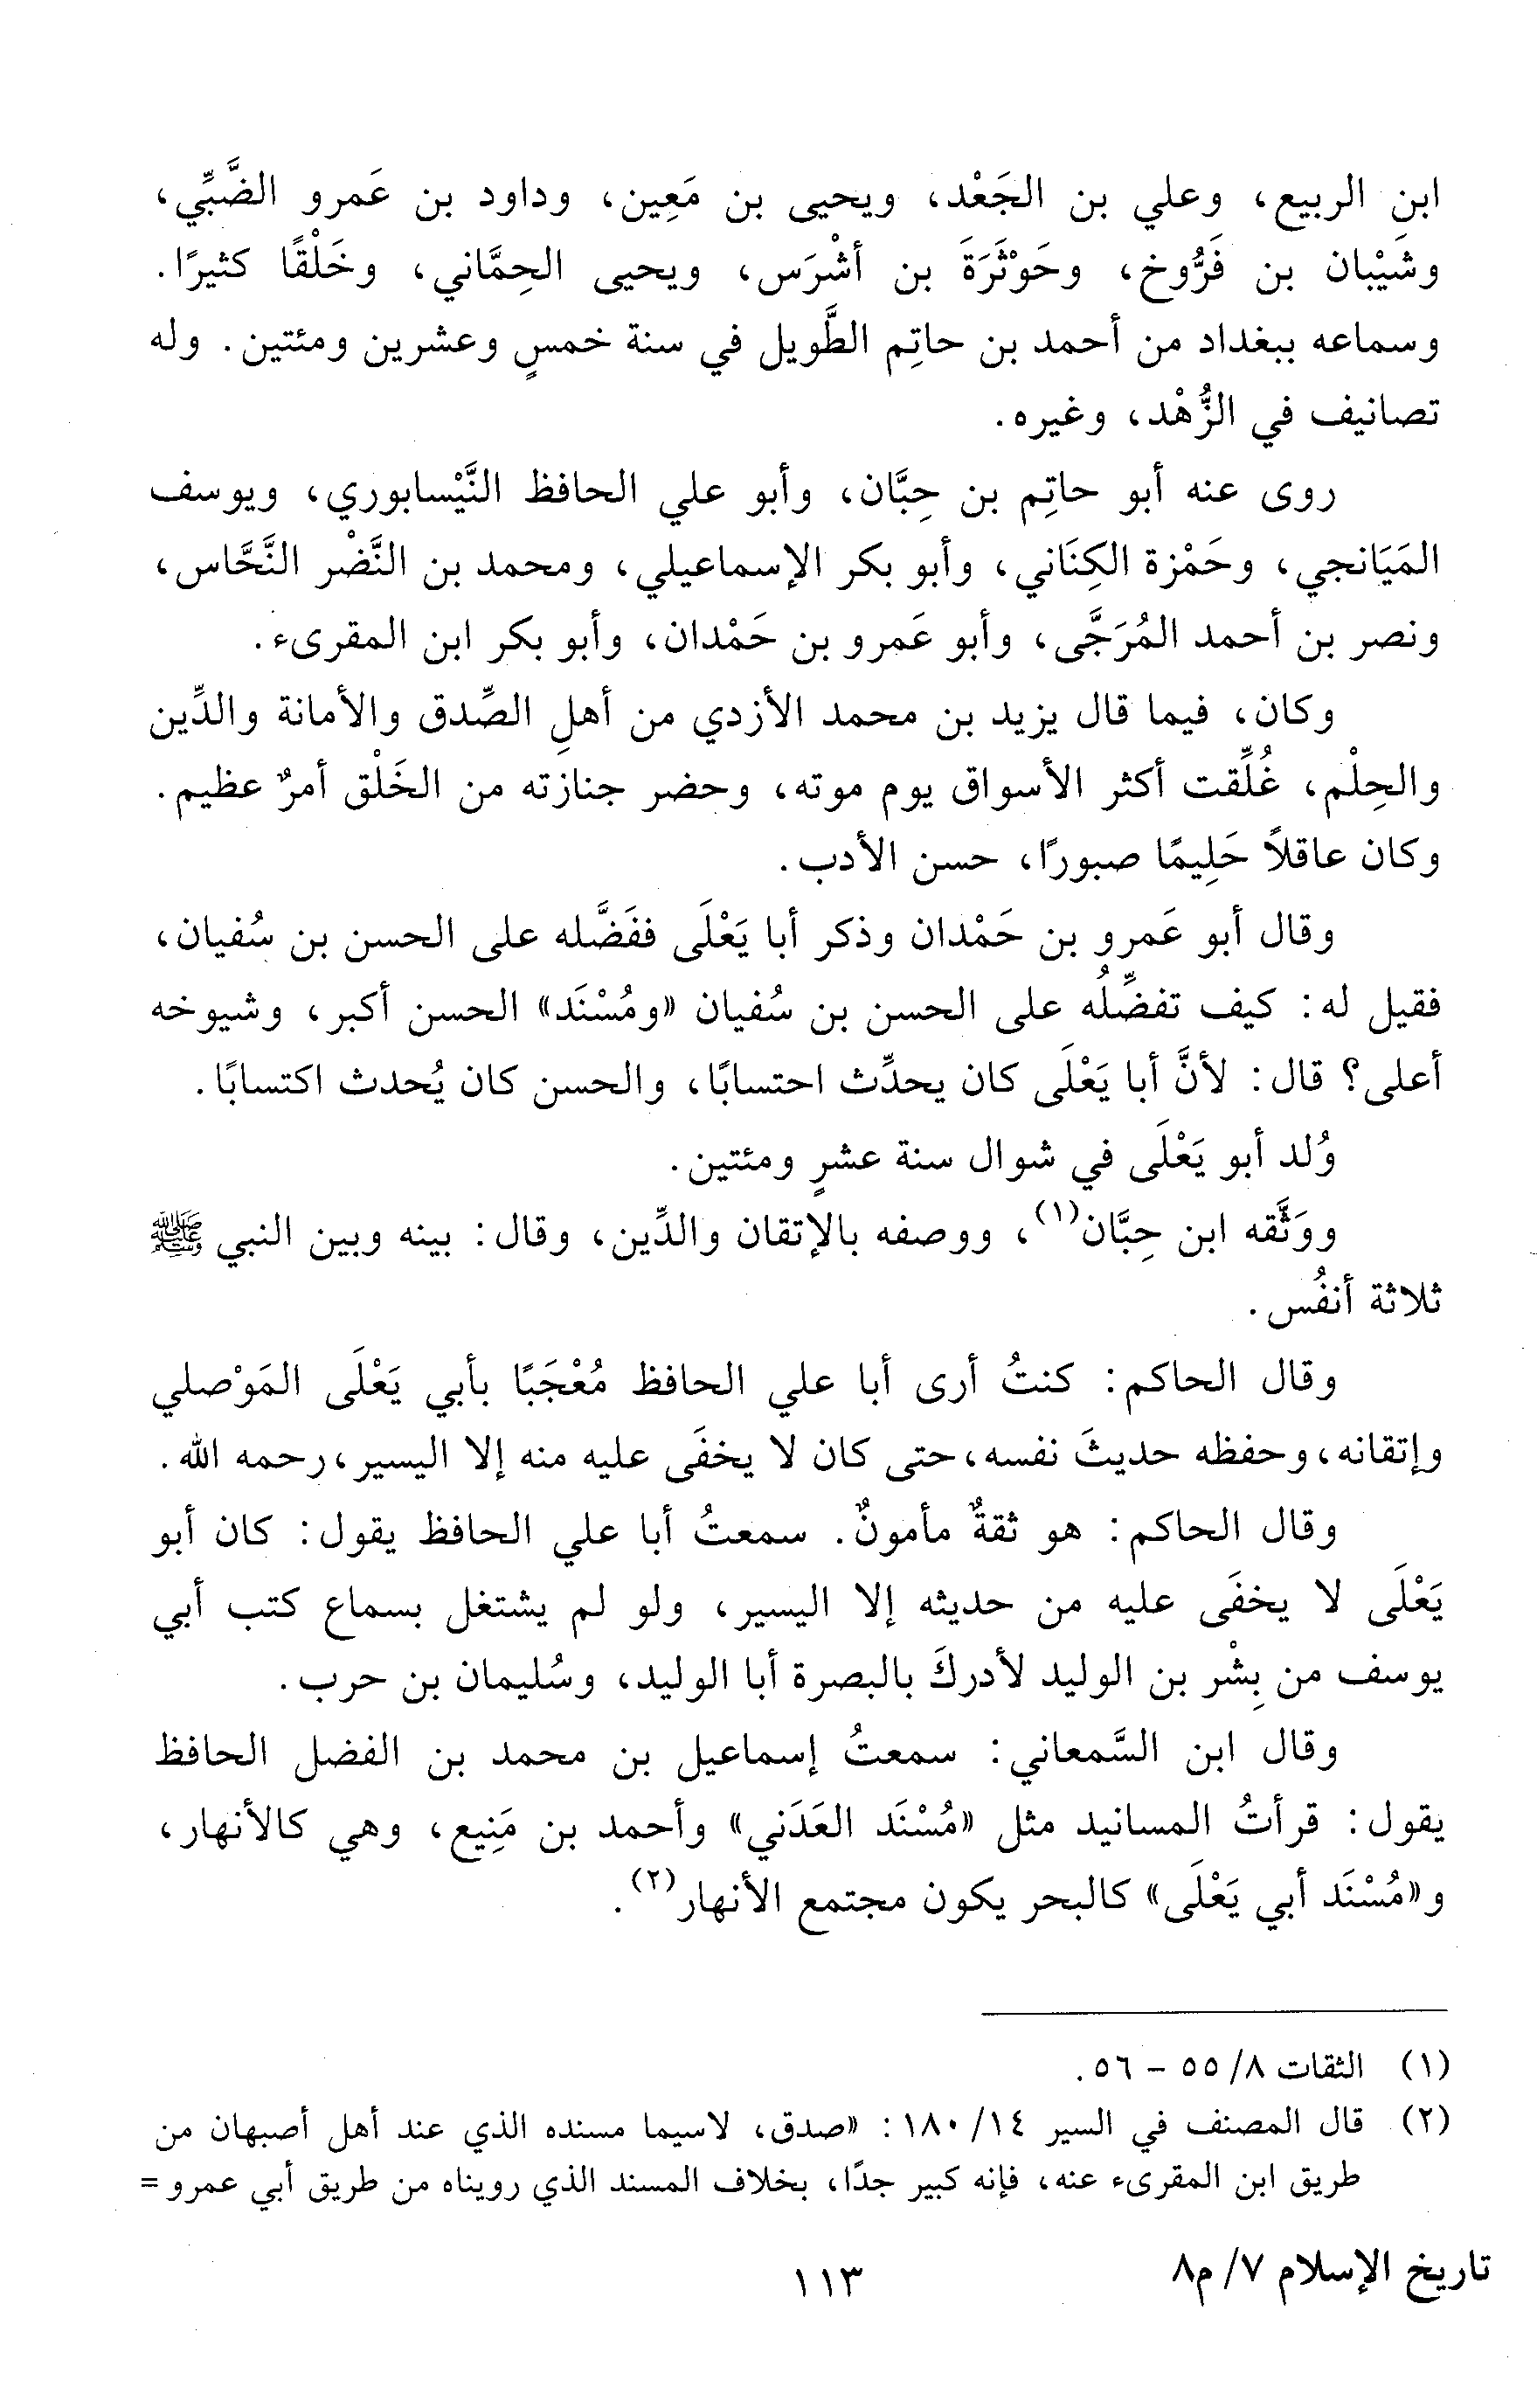 ابن الربيع، وعلي بن الجَعْد، ويحيى بن مَعِين، وداود بن عَمرو الضَّبِّي،
وشَيْبان بن فَرُّوخ، وحَوْثَرَةَ بن أشْرَس، ويحيى الحِمَّاني، وخَلْقًا كثيرًا.
وسماعه ببغداد من أحمد بن حاتِم الطَّويل في سنة خمسٍ وعشرين ومئتين. وله
تصانيف في الزُّهْد، وغيره.
روى عنه أبو حاتِم بن حِبَّان، وأبو علي الحافظ النَّيْسابوري، ويوسف
المَيَانجي، وحَمْزة الكِنَاني، وأبو بكر الإسماعيلي، ومحمد بن النَّضْر النَّحَّاس،
ونصر بن أحمد المُرَجَّى، وأبو عَمرو بن حَمْدان، وأبو بكر ابن المقرىء.
وكان، فيما قال يزيد بن محمد الأزدي من أهلِ الصِّدق والأمانة والدِّين
والحِلْم، غُلِّقت أكثر الأسواق يوم موته، وحضر جنازته من الخَلْق أمرٌ عظيم.
وكان عاقلاً حَلِيمًا صبورًا، حسن الأدب.
وقال أبو عَمرو بن حَمْدان وذكر أبا يَعْلَى ففَضَّله على الحسن بن سُفيان،
فقيل له: كيف تفضِّلُه على الحسن بن سُفيان «ومُسْنَد» الحسن أكبر، وشيوخه
أعلى؟ قال: لأنَّ أبا يَعْلَى كان يحدِّث احتسابًا، والحسن كان يُحدث اكتسابًا.
وُلد أبو يَعْلَى في شوال سنة عشرٍ ومئتين.
ووَثَّقه ابن حِبَّان(١)، ووصفه بالإتقان والدِّين، وقال: بينه وبين النبي ﷺ
ثلاثة أنفُس.
وقال الحاكم: كنتُ أرى أبا علي الحافظ مُعْجَبًا بأبي يَعْلَى المَوْصلي
وإتقانه، وحفظه حديثَ نفسه، حتى كان لا يخفَى عليه منه إلا اليسير، رحمه الله.
وقال الحاكم: هو ثقةٌ مأمونٌ. سمعتُ أبا علي الحافظ يقول: كان أبو
يَعْلَى لا يخفَى عليه من حديثه إلا اليسير، ولو لم يشتغل بسماع كتب أبي
يوسف من بِشْر بن الوليد لأدركَ بالبصرة أبا الوليد، وسُليمان بن حرب.
وقال ابن السَّمعاني: سمعتُ إسماعيل بن محمد بن الفضل الحافظ
يقول: قرأتُ المسانيد مثل «مُسْنَد العَدَني» وأحمد بن مَنِيع، وهي كالأنهار،
و«مُسْنَد أبي يَعْلَى» كالبحر يكون مجتمع الأنهار(٢).
(١) الثقات ٨/ ٥٥ - ٥٦.
(٢) قال المصنف في السير ١٤/ ١٨٠: «صدق، لاسيما مسنده الذي عند أهل أصبهان من
طريق ابن المقرىء عنه، فإنه كبير جدًا، بخلاف المسند الذي رويناه من طريق أبي عمرو =
تاريخ الإسلام ٧/ م٨
١١٣